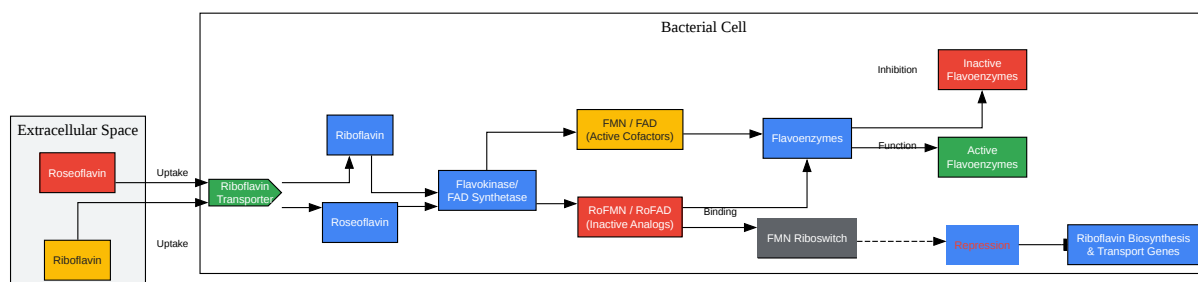 Bacterial Cell
Inactive
Flavoenzymes
Inhibition
Extracellular Space
FMN / FAD
(Active Cofactors)
Riboflavin
Flavoenzymes
Function
Active
Flavoenzymes
Roseoflavin
Uptake
Riboflavin
Transporter
Flavokinase/
FAD Synthetase
Roseoflavin
RoFMN / RoFAD
(Inactive Analogs)
Binding
FMN Riboswitch
Repression
Riboflavin Biosynthesis
& Transport Genes
Uptake
Riboflavin